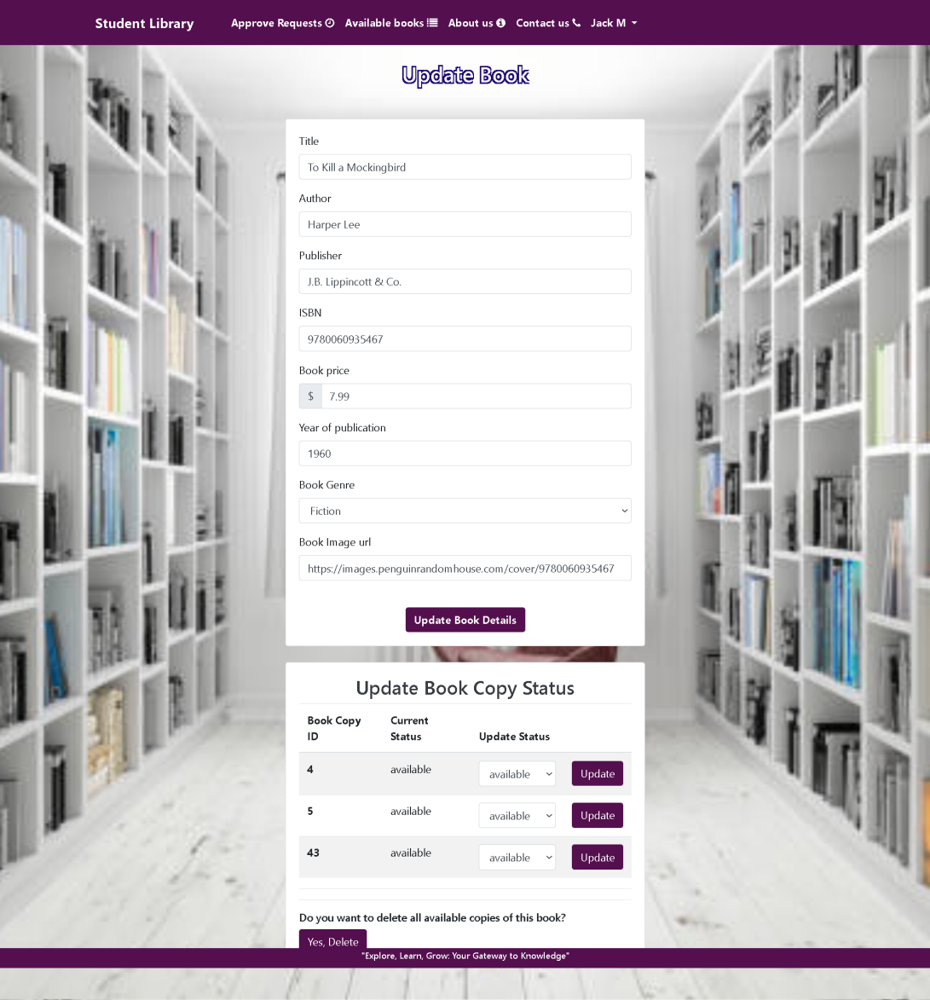 Student Library
Approve Requests Available books About us Contact us Jack M
Update Book
Title
To Kill a Mockingbird
Author
Harper Lee
Publisher
J.B. Lippincott & Co.
ISBN
9780060935467
Book price
$ 7.99
Year of publication
1960
Book Genre
Fiction
Book Image url
https://images.penguinrandomhouse.com/cover/9780060935467
Update Book Details
Update Book Copy Status
Book Copy ID Current Status Update Status
4 available available Update
5 available available Update
43 available available Update
Do you want to delete all available copies of this book?
Yes, Delete
"Explore, Learn, Grow: Your Gateway to Knowledge"